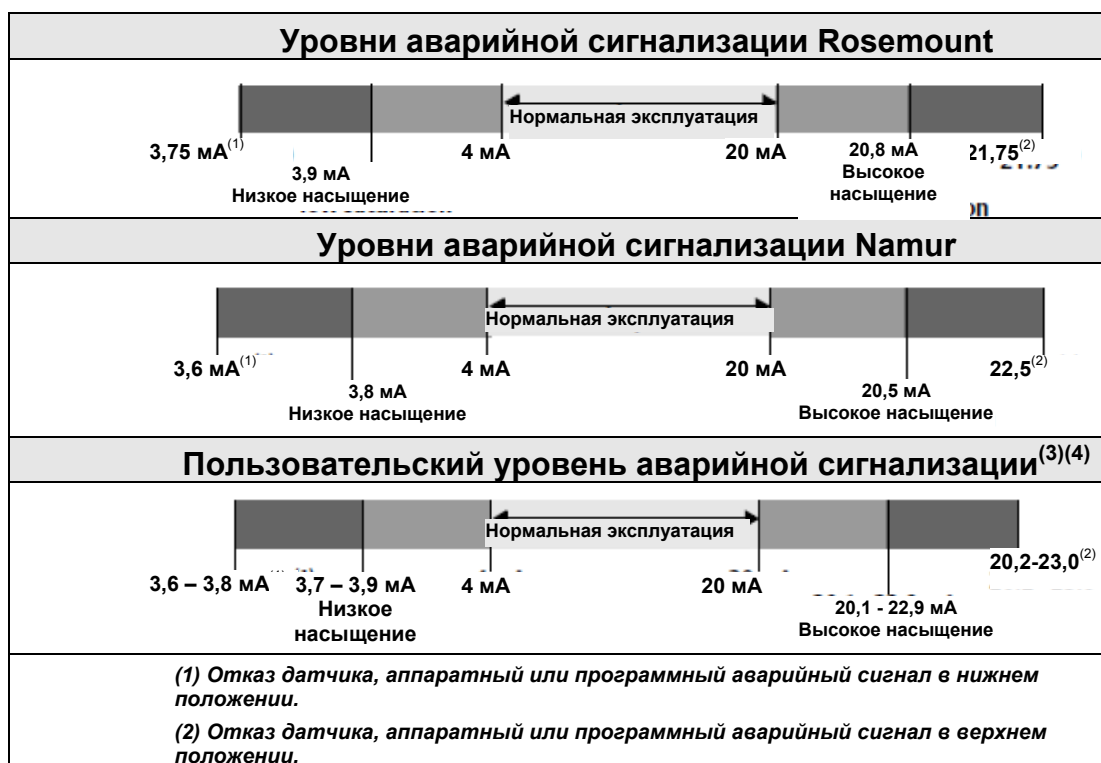 Уровни аварийной сигнализации Rosemount
Нормальная эксплуатация
3,75 мА(1)
4 мА
20 мА
20,8 мА
21,75(2)
3,9 мА
Высокое
Низкое насыщение
насыщение
Уровни аварийной сигнализации Namur
Нормальная эксплуатация
3,6 мА(1)
4 мА
20 мА
22,5(2)
3,8 мА
20,5 мА
Низкое насыщение
Высокое насыщение
Пользовательский уровень аварийной сигнализации(3)(4)
Нормальная эксплуатация
20,2-23,0(2)
3,6 – 3,8 мА
3,7 – 3,9 мА
4 мА
20 мА
Низкое
20,1 - 22,9 мА
насыщение
Высокое насыщение
(1) Отказ датчика, аппаратный или программный аварийный сигнал в нижнем
положении.
(2) Отказ датчика, аппаратный или программный аварийный сигнал в верхнем
положении.